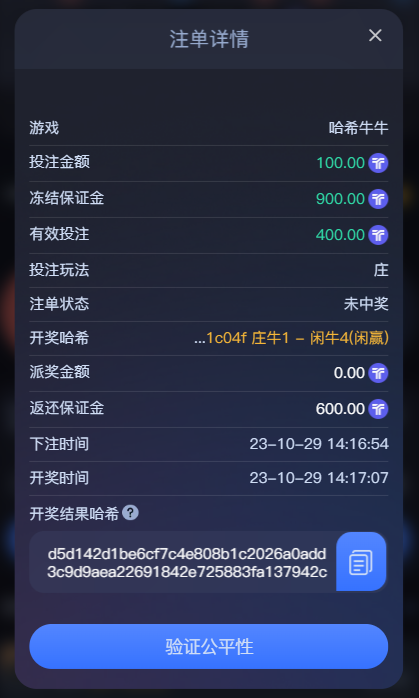 注单详情
游戏 哈希牛牛
投注金额 100.00
冻结保证金 900.00
有效投注 400.00
投注玩法 庄
注单状态 未中奖
开奖哈希 ...1c04f 庄牛1 - 闲牛4(闲赢)
派奖金额 0.00
返还保证金 600.00
下注时间 23-10-29 14:16:54
开奖时间 23-10-29 14:17:07
开奖结果哈希 ?
d5d142d1be6cf7c4e808b1c2026a0add
3c9d9aea22691842e725883fa137942c
验证公平性